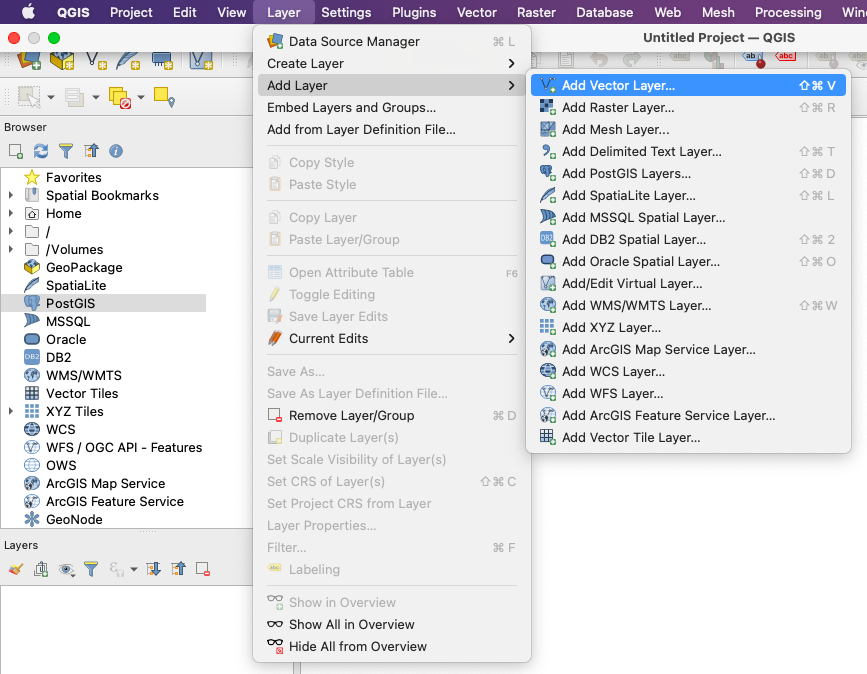 QGIS Project Edit View Layer Settings Plugins Vector Raster Database Web Mesh Processing
Untitled Project — QGIS
Data Source Manager ⌘ L
Create Layer
Add Layer
Embed Layers and Groups...
Add from Layer Definition File...
Copy Style
Paste Style
Copy Layer
Paste Layer/Group
Open Attribute Table F6
Toggle Editing
Save Layer Edits
Current Edits
Save As...
Save As Layer Definition File...
Remove Layer/Group ⌘ D
Duplicate Layer(s)
Set Scale Visibility of Layer(s)
Set CRS of Layer(s) ⇧ ⌘ C
Set Project CRS from Layer
Layer Properties...
Filter... ⌘ F
abc Labeling
Show in Overview
Show All in Overview
Hide All from Overview
Add Vector Layer... ⇧ ⌘ V
Add Raster Layer... ⇧ ⌘ R
Add Mesh Layer...
Add Delimited Text Layer... ⇧ ⌘ T
Add PostGIS Layers... ⇧ ⌘ D
Add SpatiaLite Layer... ⇧ ⌘ L
Add MSSQL Spatial Layer...
DB2 Add DB2 Spatial Layer... ⇧ ⌘ 2
Add Oracle Spatial Layer... ⇧ ⌘ O
Add/Edit Virtual Layer...
Add WMS/WMTS Layer... ⇧ ⌘ W
Add XYZ Layer...
Add ArcGIS Map Service Layer...
Add WCS Layer...
Add WFS Layer...
Add ArcGIS Feature Service Layer...
Add Vector Tile Layer...
abc ab abc
Browser
Favorites
Spatial Bookmarks
Home
/
/Volumes
GeoPackage
SpatiaLite
PostGIS
MSSQL
Oracle
DB2 DB2
WMS/WMTS
Vector Tiles
XYZ Tiles
WCS
WFS / OGC API - Features
OWS
ArcGIS Map Service
ArcGIS Feature Service
GeoNode
Layers